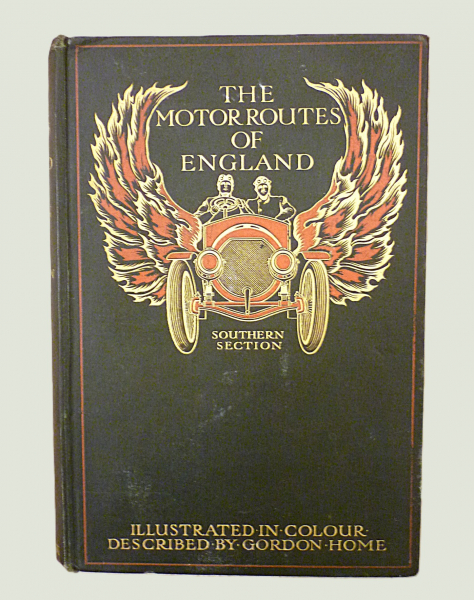 THE
MOTOR ROUTES
OF
ENGLAND
SOUTHERN
SECTION
ILLUSTRATED·IN·COLOUR·
DESCRIBED·BY·GORDON·HOME